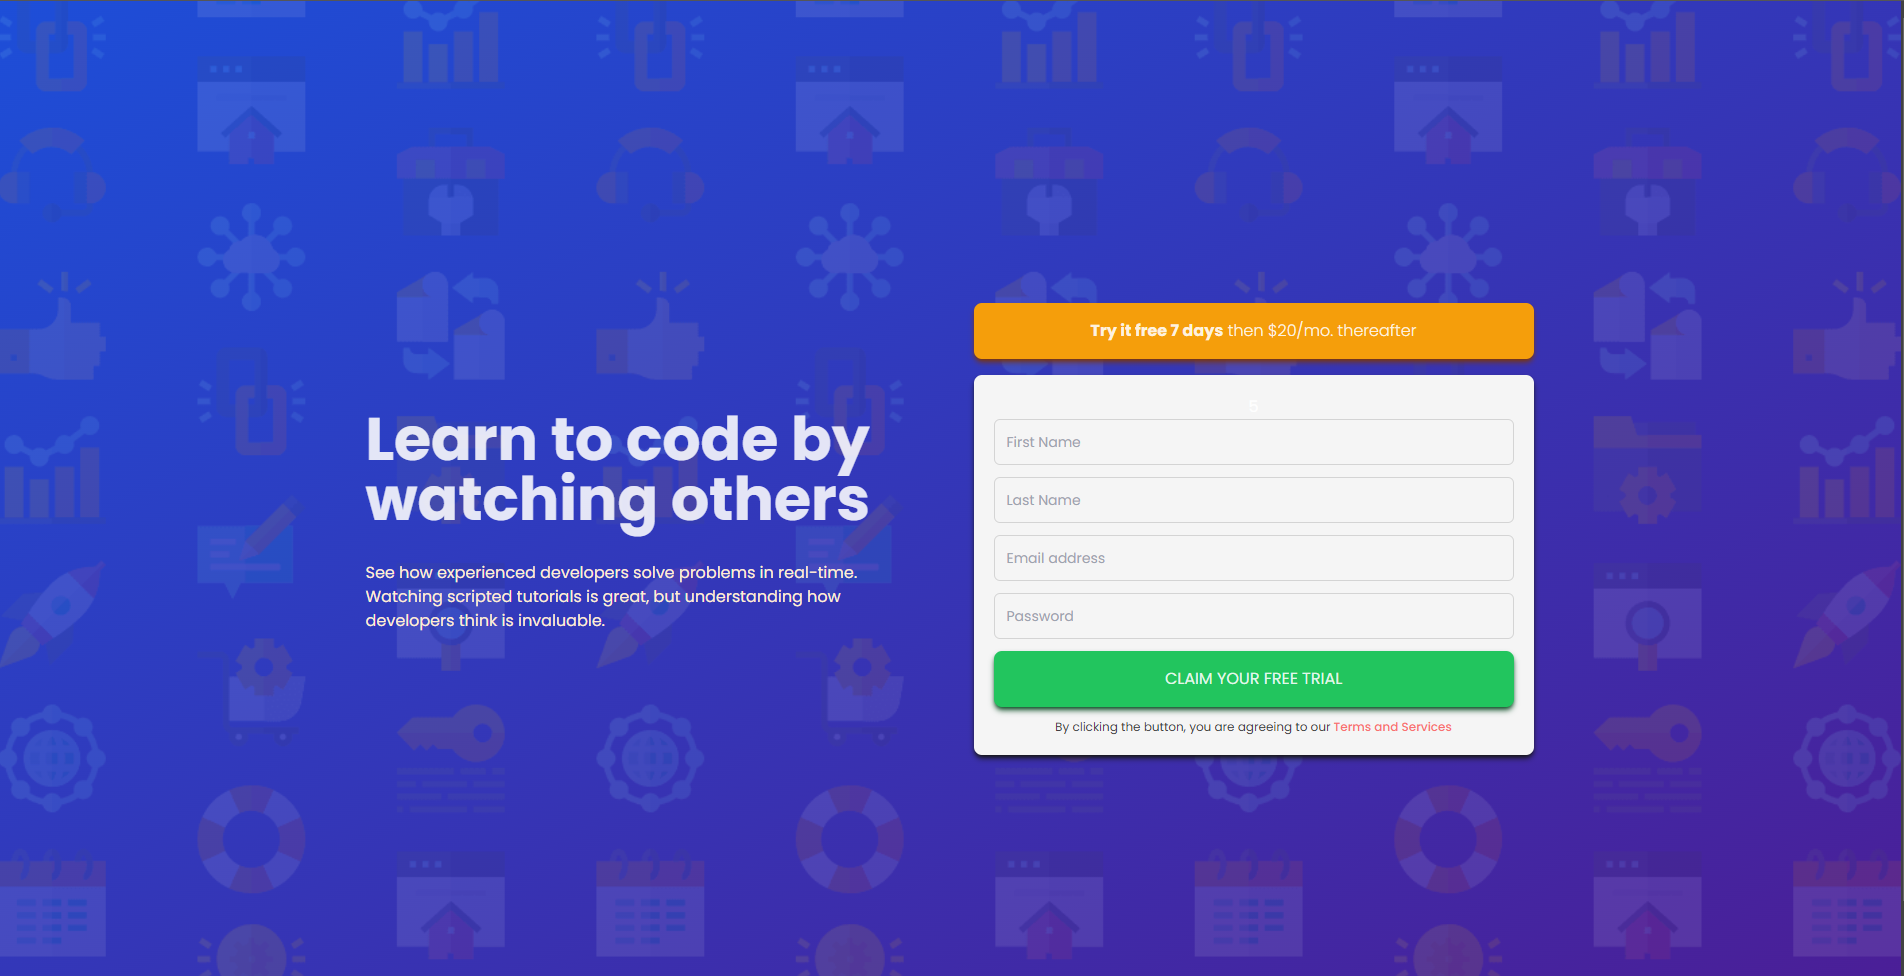 Learn to code by
watching others
See how experienced developers solve problems in real-time.
Watching scripted tutorials is great, but understanding how
developers think is invaluable.
Try it free 7 days then $20/mo. thereafter
5
First Name
Last Name
Email address
Password
CLAIM YOUR FREE TRIAL
By clicking the button, you are agreeing to our Terms and Services